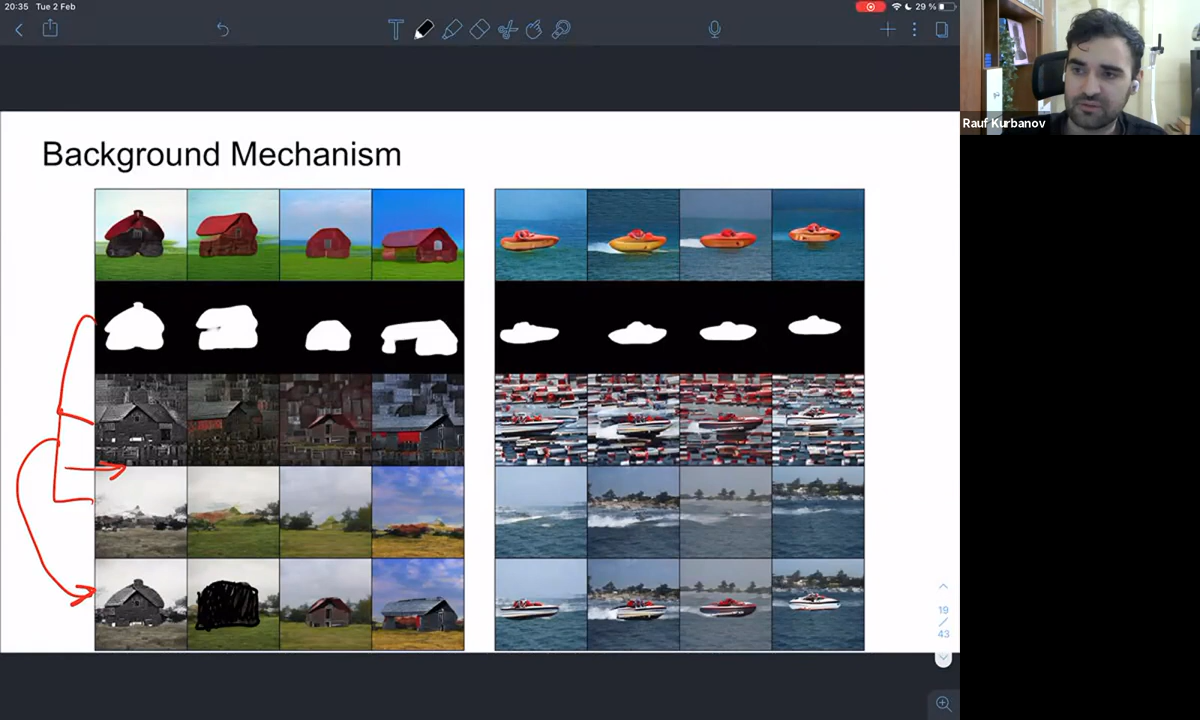 20:35 Tue 2 Feb
29 %
T
Rauf Kurbanov
Background Mechanism
19
/
43